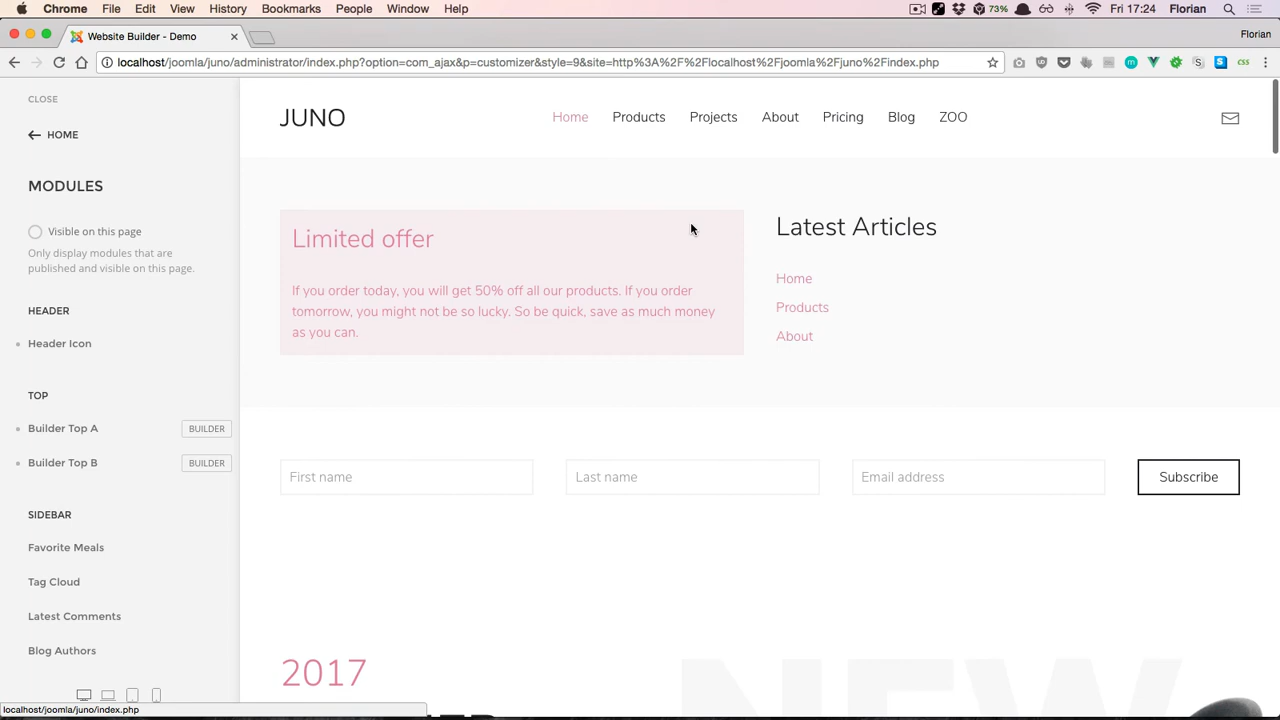 Chrome File Edit View History Bookmarks People Window Help 73% Fri 17:24 Florian
Website Builder - Demo Florian
localhost/joomla/juno/administrator/index.php?option=com_ajax&p=customizer&style=9&site=http%3A%2F%2Flocalhost%2Fjoomla%2Fjuno%2Findex.php
CLOSE
HOME
MODULES
Visible on this page
Only display modules that are
published and visible on this page.
HEADER
Header Icon
TOP
Builder Top A BUILDER
Builder Top B BUILDER
SIDEBAR
Favorite Meals
Tag Cloud
Latest Comments
Blog Authors
JUNO Home Products Projects About Pricing Blog ZOO
Limited offer
If you order today, you will get 50% off all our products. If you order
tomorrow, you might not be so lucky. So be quick, save as much money
as you can.
Latest Articles
Home
Products
About
First name Last name Email address Subscribe
2017
NEW
localhost/joomla/juno/index.php